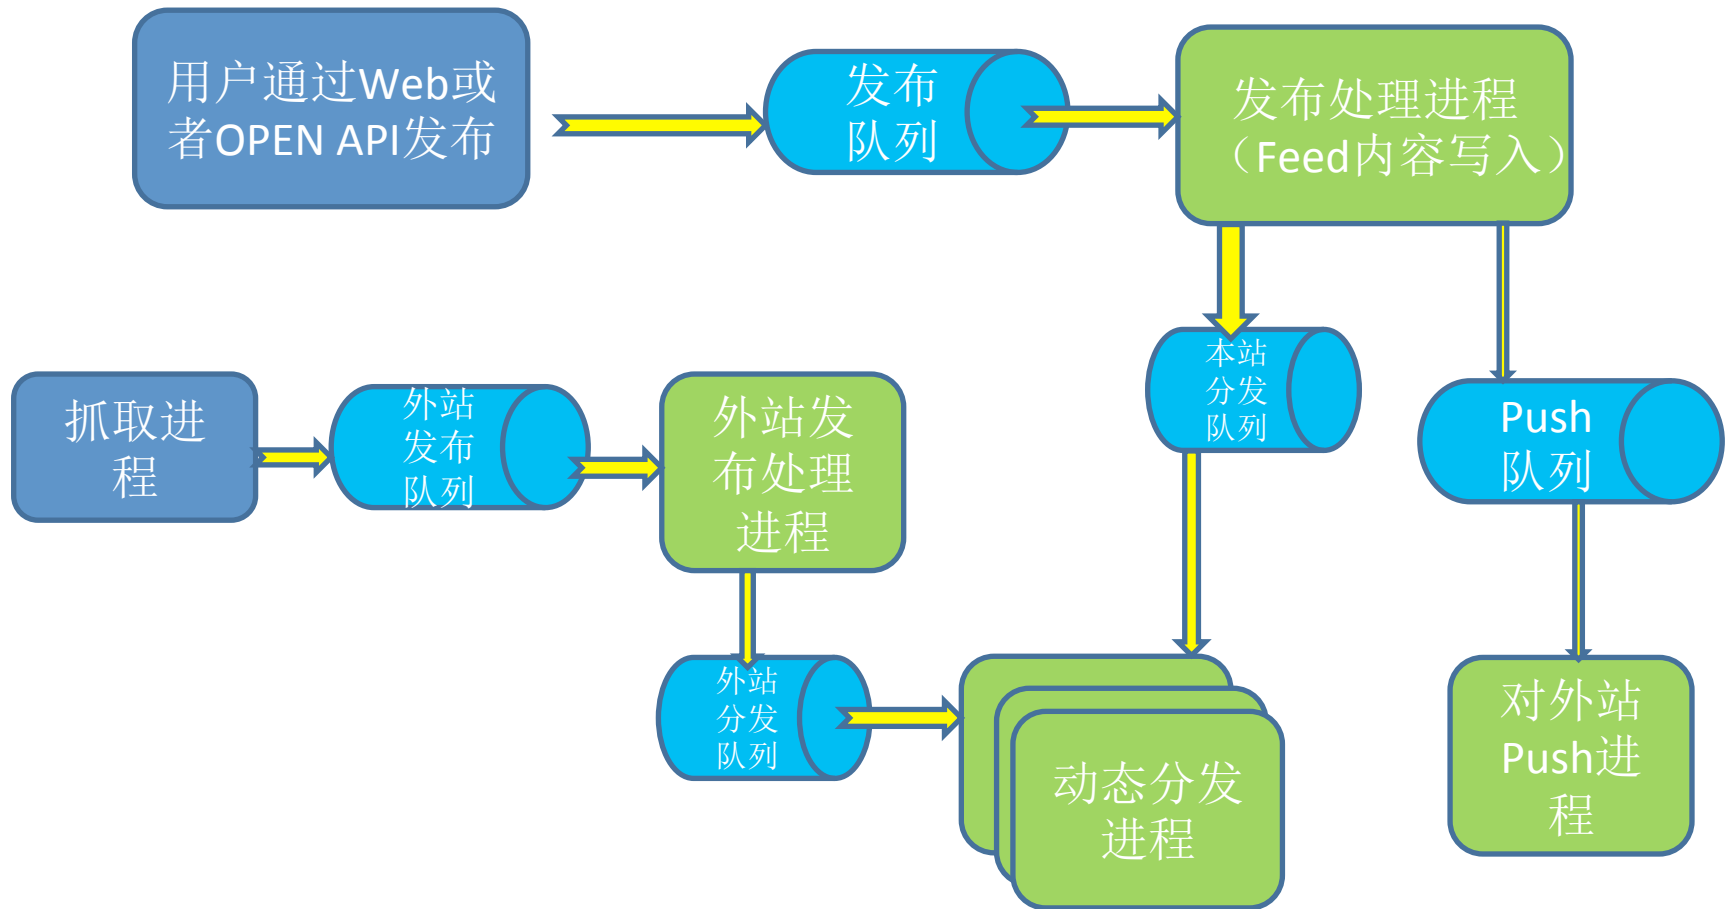 用户通过Web或
者OPEN API发布
发布
队列
发布处理进程
（Feed内容写入）
抓取进
程
外站
发布
队列
外站发
布处理
进程
本站
分发
队列
Push
队列
外站
分发
队列
动态分发
进程
对外站
Push进
程